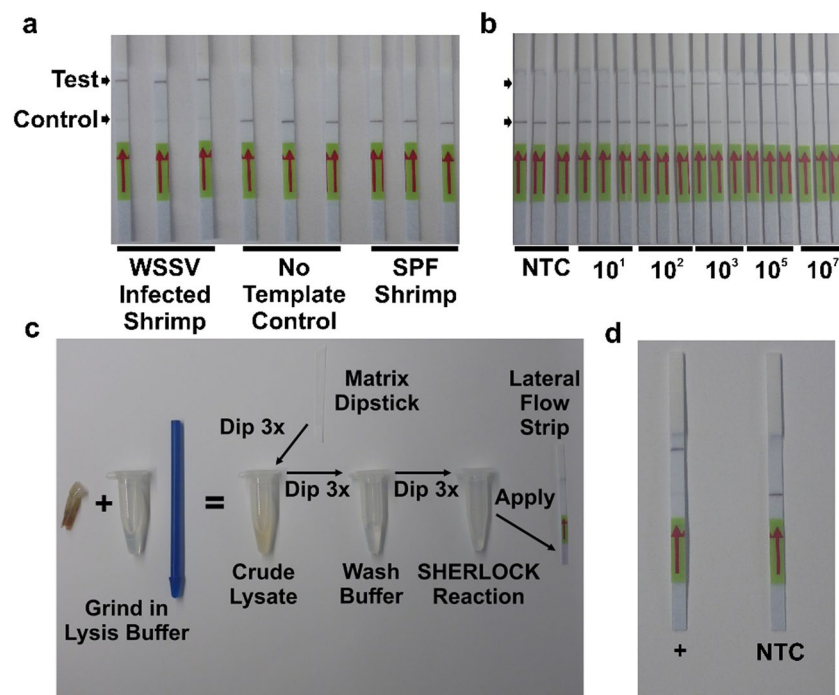 a
Test
Control
WSSV
Infected
Shrimp
No
Template
Control
SPF
Shrimp
b
NTC
10¹
10²
10³
10⁵
10⁷
c
Matrix
Dipstick
Lateral
Flow
Strip
Dip 3x
Dip 3x
Dip 3x
Apply
+
=
Grind in
Lysis Buffer
Crude
Lysate
Wash
Buffer
SHERLOCK
Reaction
d
+
NTC